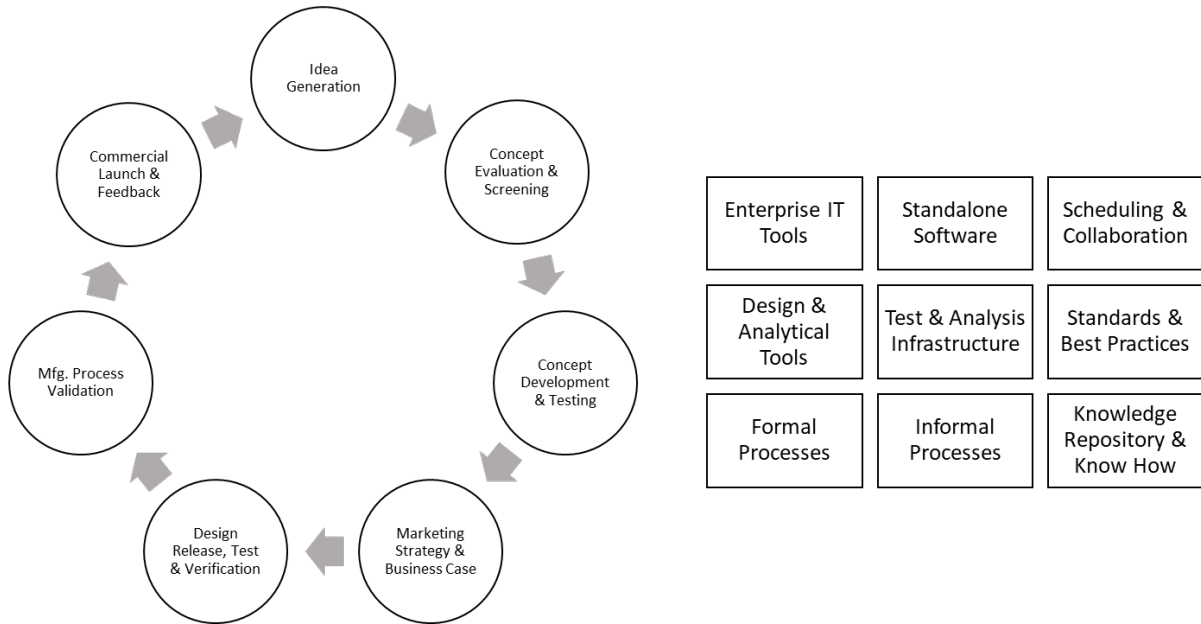 Idea
Generation
Concept
Evaluation &
Screening
Concept
Development
& Testing
Marketing
Strategy &
Business Case
Design
Release, Test
& Verification
Mfg. Process
Validation
Commercial
Launch &
Feedback
Enterprise IT
Tools
Standalone
Software
Scheduling &
Collaboration
Design &
Analytical
Tools
Test & Analysis
Infrastructure
Standards &
Best Practices
Formal
Processes
Informal
Processes
Knowledge
Repository &
Know How